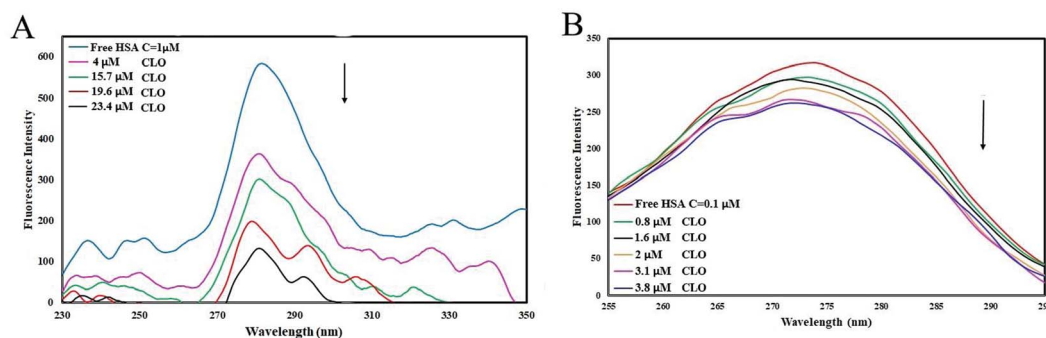 A
Free HSA C=1µM
4 µM CLO
15.7 µM CLO
19.6 µM CLO
23.4 µM CLO
600
500
400
300
200
100
0
Fluorescence Intensity
230 250 270 290 310 330 350
Wavelength (nm)
B
350
300
250
200
150
100
50
0
Fluorescence Intensity
Free HSA C=0.1 µM
0.8 µM CLO
1.6 µM CLO
2 µM CLO
3.1 µM CLO
3.8 µM CLO
255 265 275 285 295
Wavelength (nm)